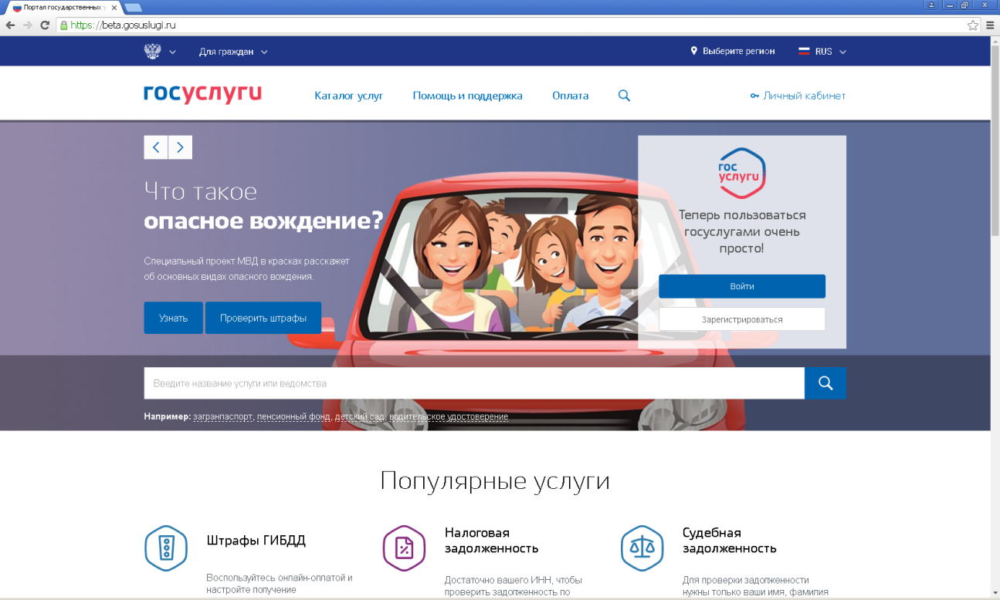 Портал государственных у
https://beta.gosuslugi.ru
Для граждан
Выберите регион
RUS
госуслуги
Каталог услуг
Помощь и поддержка
Оплата
Личный кабинет
Что такое
опасное вождение?
Специальный проект МВД в красках расскажет
об основных видах опасного вождения.
Узнать
Проверить штрафы
гос
услуги
Теперь пользоваться
госуслугами очень
просто!
Войти
Зарегистрироваться
Введите название услуги или ведомства
Например: загранпаспорт, пенсионный фонд, детский сад, водительское удостоверение
Популярные услуги
Штрафы ГИБДД
Воспользуйтесь онлайн-оплатой и
настройте получение
Налоговая
задолженность
Достаточно вашего ИНН, чтобы
проверить задолженность по
Судебная
задолженность
Для проверки задолженности
нужны только ваши имя, фамилия